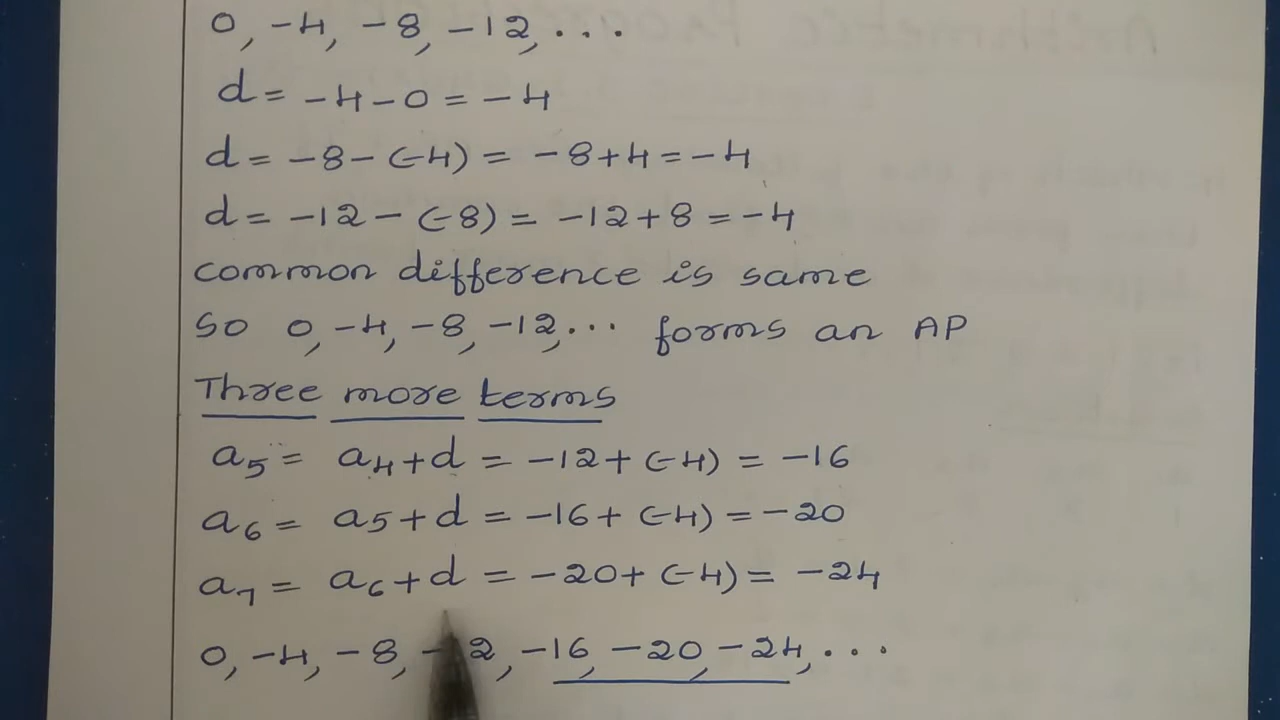 0, -4, -8, -12, ...
d = -4-0 = -4
d = -8-(-4) = -8+4 = -4
d = -12-(-8) = -12+8 = -4
common difference is same
So 0, -4, -8, -12, ... forms an AP
Three more terms
a5 = a4+d = -12+(-4) = -16
a6 = a5+d = -16+(-4) = -20
a7 = a6+d = -20+(-4) = -24
0, -4, -8, -2, -16, -20, -24, ...